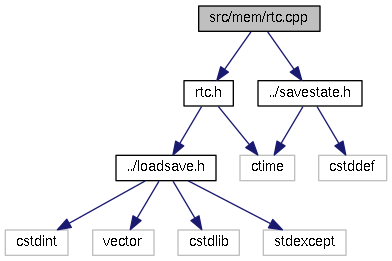 src/mem/rtc.cpp
rtc.h
../savestate.h
../loadsave.h
ctime
cstddef
cstdint
vector
cstdlib
stdexcept